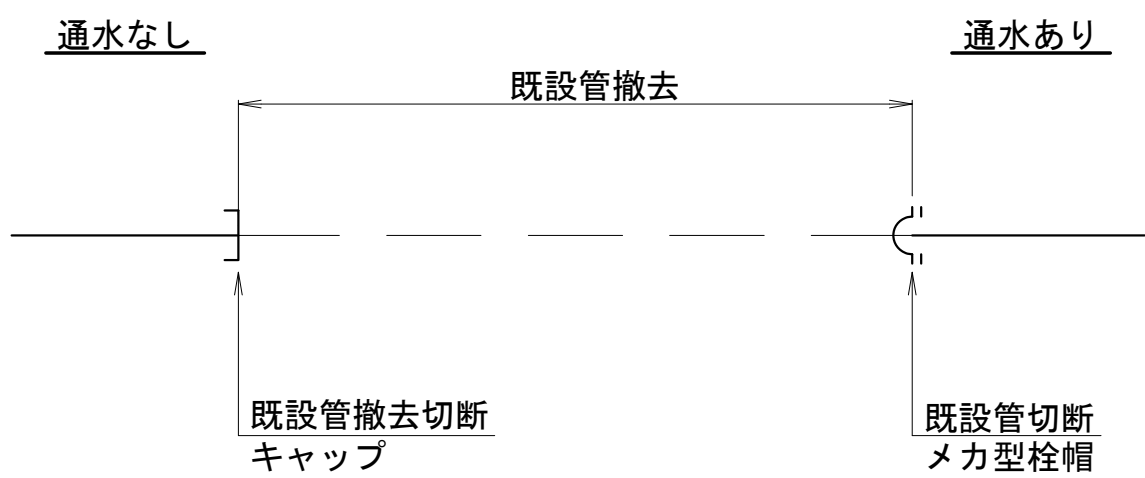 通水なし
通水あり
既設管撤去
既設管撤去切断
キャップ
既設管切断
メカ型栓帽